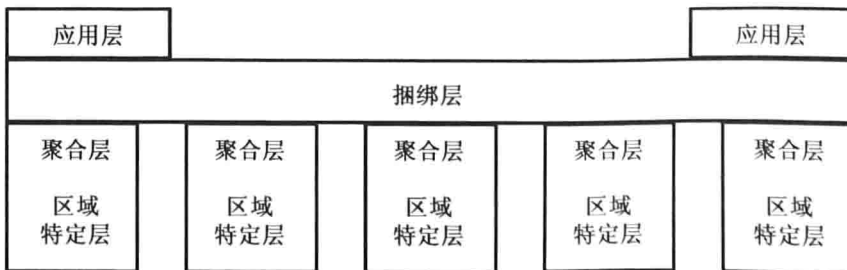 应用层 应用层
捆绑层
聚合层 聚合层 聚合层 聚合层 聚合层
区域 区域 区域 区域 区域
特定层 特定层 特定层 特定层 特定层